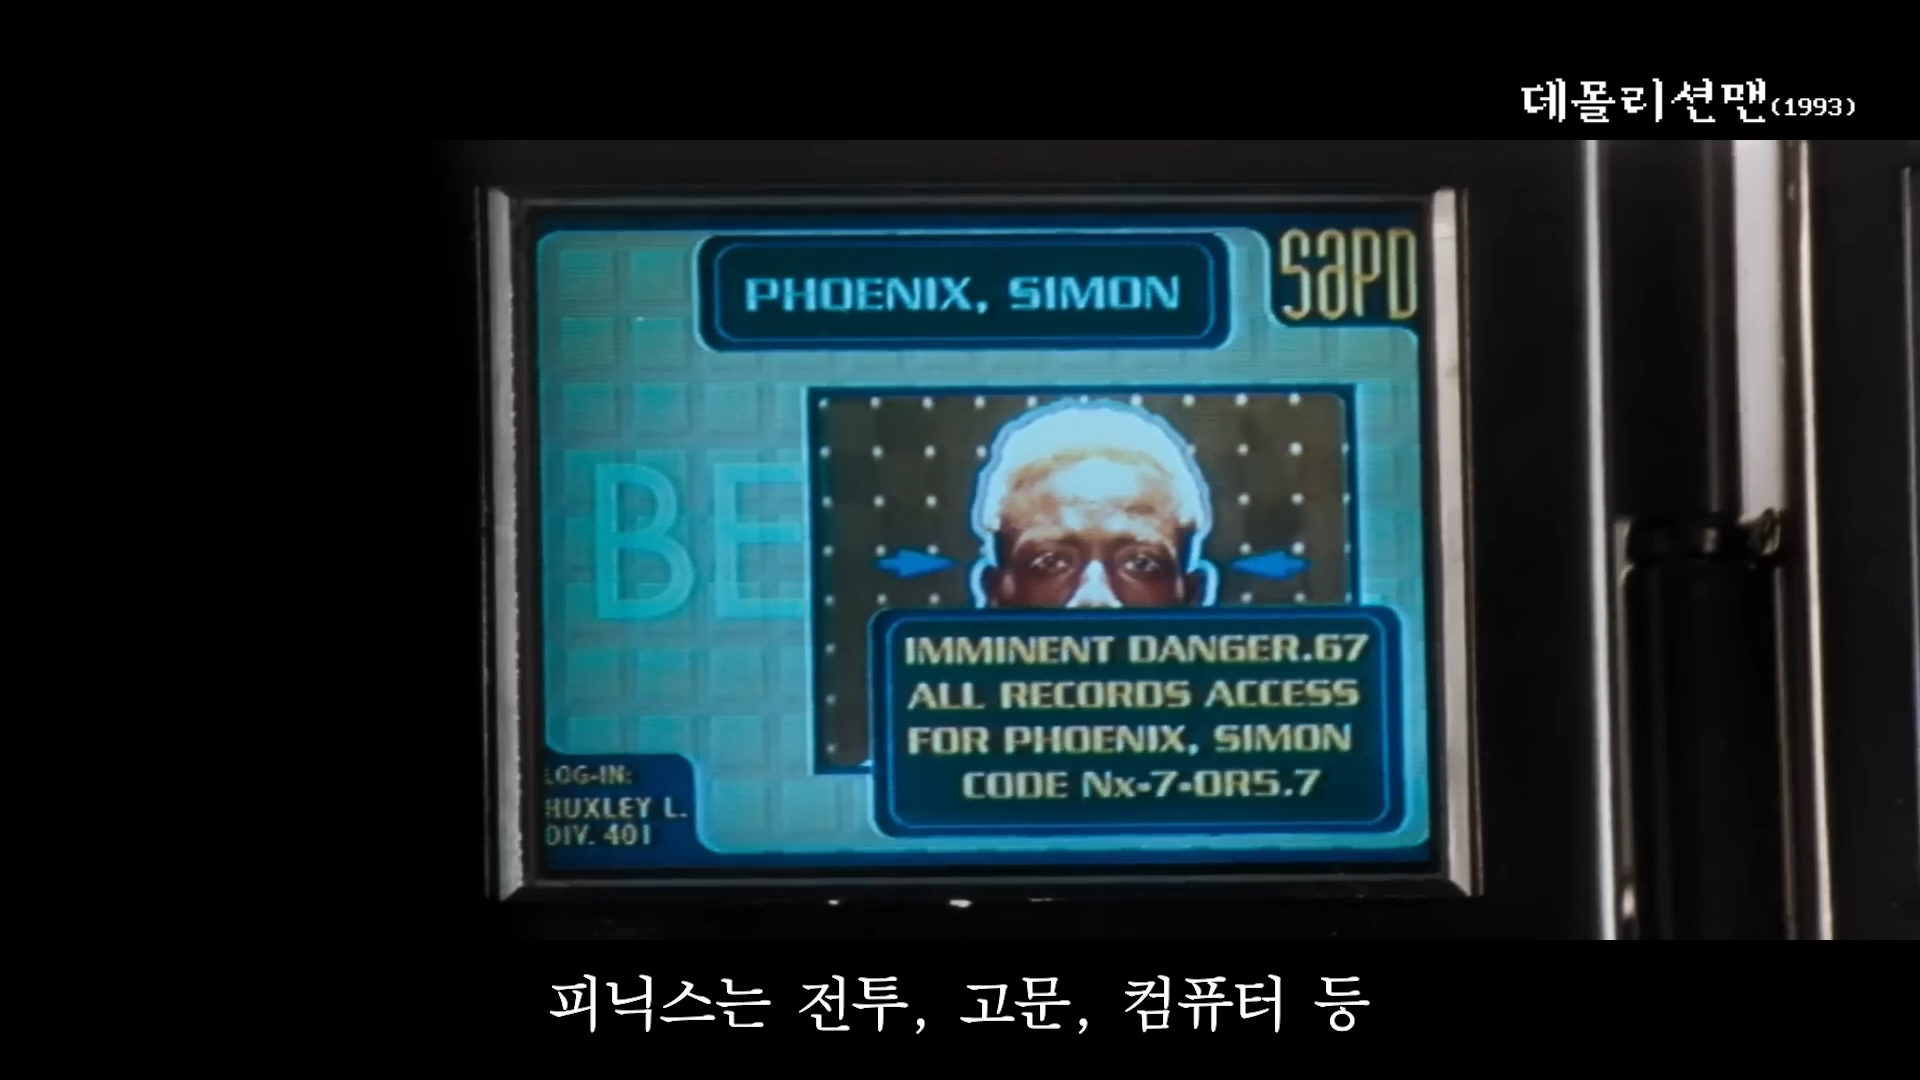 데몰리션맨(1993)
PHOENIX, SIMON
SAPD
BE
IMMINENT DANGER.67
ALL RECORDS ACCESS
FOR PHOENIX, SIMON
CODE Nx-7-0R5.7
LOG-IN:
HUXLEY L.
DIV. 401
피닉스는 전투, 고문, 컴퓨터 등